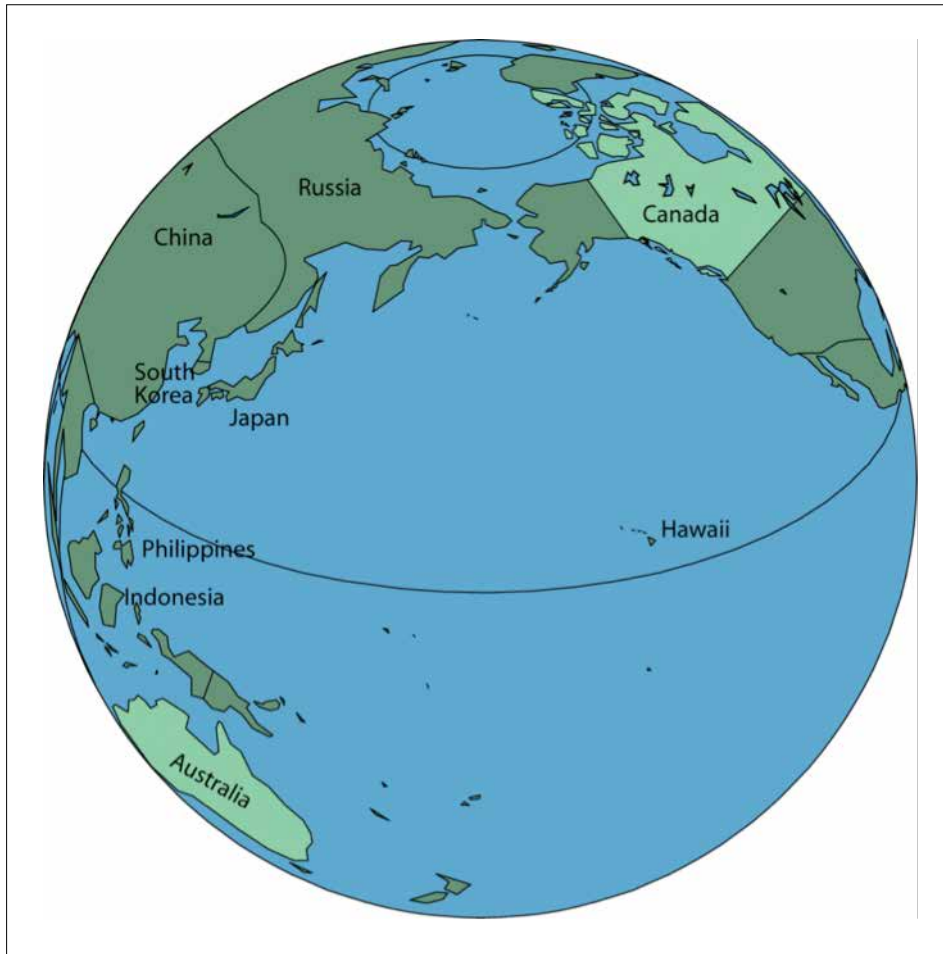 Russia
Canada
China
South
Korea
Japan
Hawaii
Philippines
Indonesia
Australia